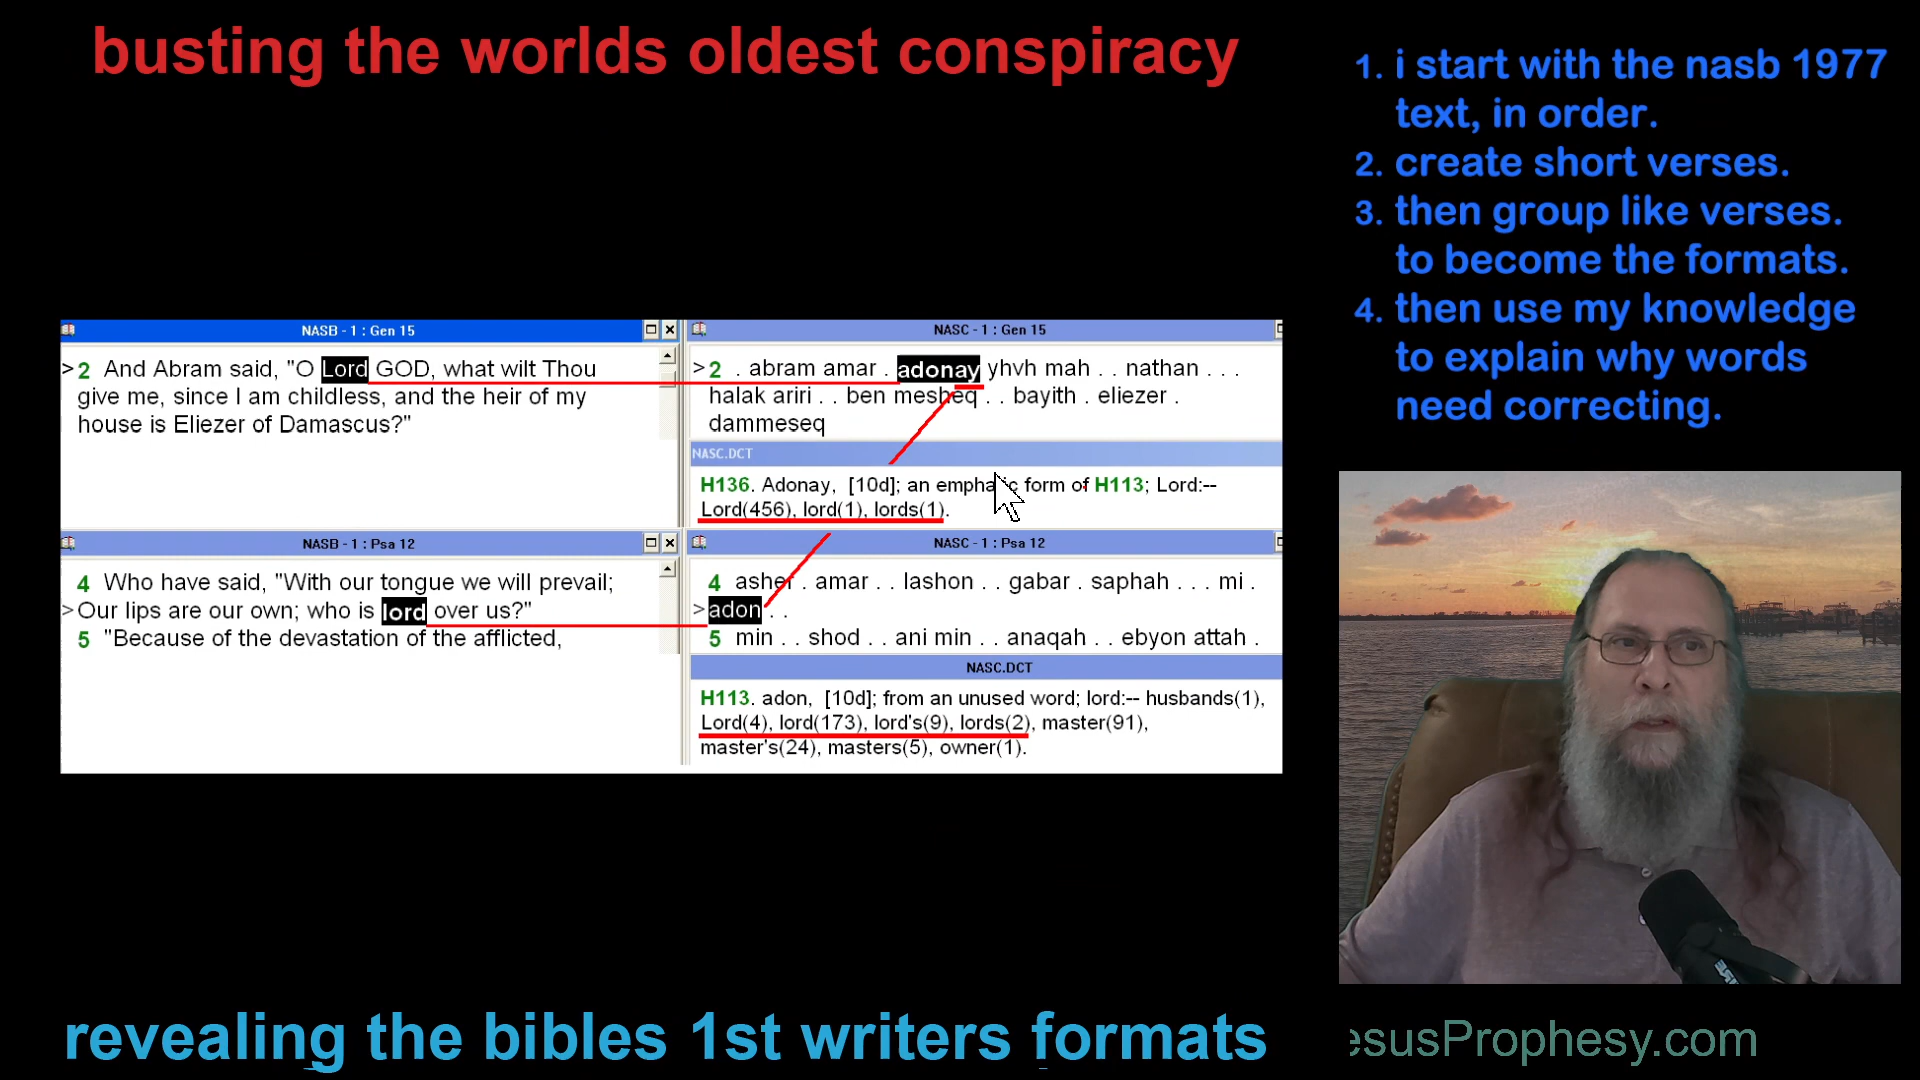 busting the worlds oldest conspiracy
1. i start with the nasb 1977
text, in order.
2. create short verses.
3. then group like verses.
to become the formats.
4. then use my knowledge
to explain why words
need correcting.
NASB - 1 : Gen 15
>2 And Abram said, "O Lord GOD, what wilt Thou
give me, since I am childless, and the heir of my
house is Eliezer of Damascus?"
NASC - 1 : Gen 15
>2 . abram amar . adonay yhvh mah . . nathan . . .
halak ariri . . ben mesheq . . bayith . eliezer .
dammeseq
NASC.DCT
H136. Adonay, [10d]; an emphatic form of H113; Lord:--
Lord(456), lord(1), lords(1).
NASB - 1 : Psa 12
4 Who have said, "With our tongue we will prevail;
>Our lips are our own; who is lord over us?"
5 "Because of the devastation of the afflicted,
NASC - 1 : Psa 12
4 asher . amar . . lashon . . gabar . saphah . . . mi .
>adon . .
5 min . . shod . . ani min . . anaqah . . ebyon attah .
NASC.DCT
H113. adon, [10d]; from an unused word; lord:-- husbands(1),
Lord(4), lord(173), lord's(9), lords(2), master(91),
master's(24), masters(5), owner(1).
revealing the bibles 1st writers formats
esusProphesy.com